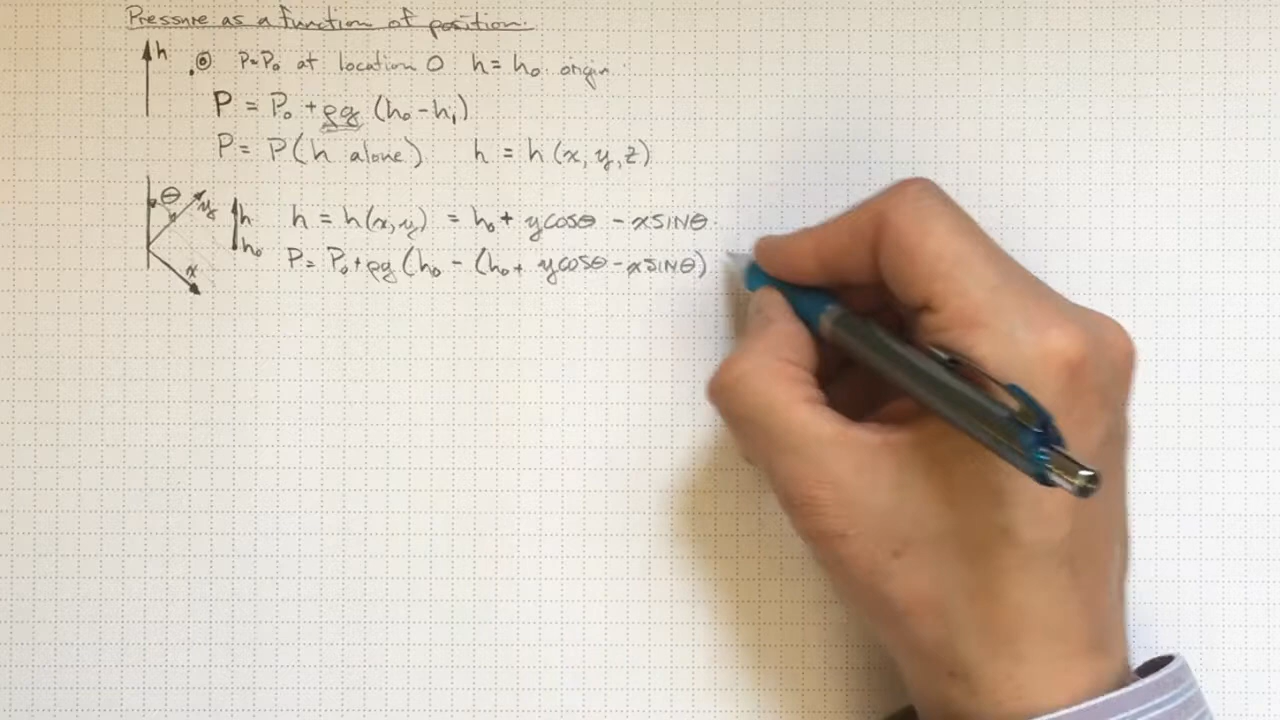 Pressure as a function of position.
h
P=P₀ at location O h = h₀ origin
P = P₀ + ρg (h₀ - h₁)
P = P(h alone) h = h(x, y, z)
θ y h h = h(x, y) = h₀ + y cosθ - x SINθ
x h₀ P = P₀ + ρg (h₀ - (h₀ + y cosθ - x SINθ)